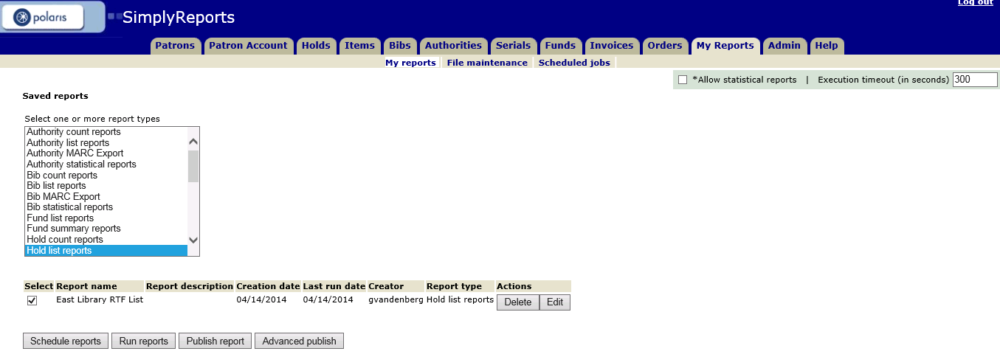 Log out
polaris SimplyReports
Patrons Patron Account Holds Items Bibs Authorities Serials Funds Invoices Orders My Reports Admin Help
My reports File maintenance Scheduled jobs
*Allow statistical reports | Execution timeout (in seconds) 300
Saved reports
Select one or more report types
Authority count reports
Authority list reports
Authority MARC Export
Authority statistical reports
Bib count reports
Bib list reports
Bib MARC Export
Bib statistical reports
Fund list reports
Fund summary reports
Hold count reports
Hold list reports
Select Report name Report description Creation date Last run date Creator Report type Actions
East Library RTF List 04/14/2014 04/14/2014 gvandenberg Hold list reports Delete Edit
Schedule reports Run reports Publish report Advanced publish